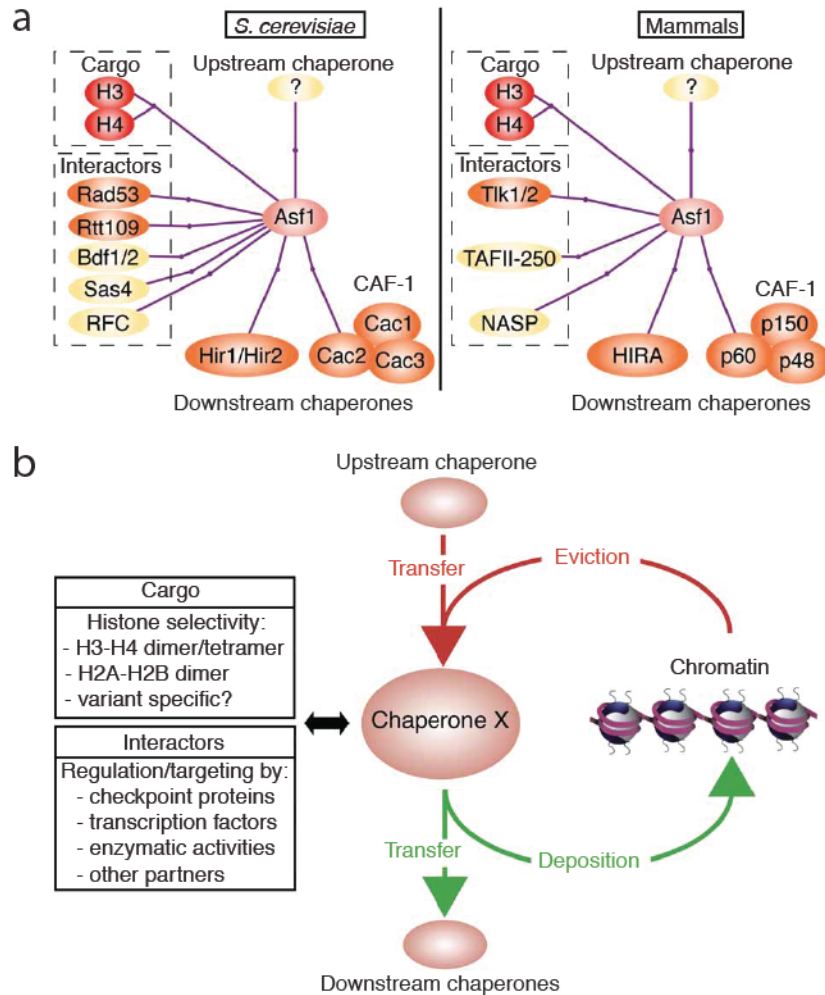 a
S. cerevisiae
Cargo
H3
H4
Upstream chaperone
?
Interactors
Rad53
Rtt109
Bdf1/2
Sas4
RFC
Asf1
CAF-1
Cac1
Hir1/Hir2
Cac2
Cac3
Downstream chaperones
Mammals
Cargo
H3
H4
Upstream chaperone
?
Interactors
Tlk1/2
TAFII-250
NASP
Asf1
CAF-1
p150
HIRA
p60
p48
Downstream chaperones
b
Upstream chaperone
Transfer
Eviction
Cargo
Histone selectivity:
- H3-H4 dimer/tetramer
- H2A-H2B dimer
- variant specific?
Interactors
Regulation/targeting by:
- checkpoint proteins
- transcription factors
- enzymatic activities
- other partners
Chaperone X
Chromatin
Transfer
Deposition
Downstream chaperones